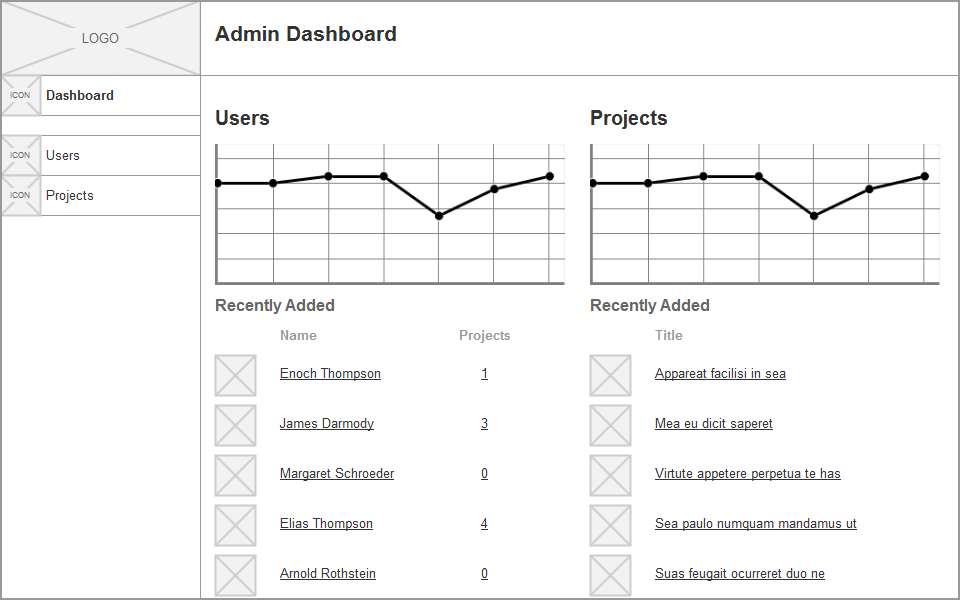 LOGO
Admin Dashboard
ICON Dashboard
ICON Users
ICON Projects
Users
Recently Added
Name Projects
Enoch Thompson 1
James Darmody 3
Margaret Schroeder 0
Elias Thompson 4
Arnold Rothstein 0
Projects
Recently Added
Title
Appareat facilisi in sea
Mea eu dicit saperet
Virtute appetere perpetua te has
Sea paulo numquam mandamus ut
Suas feugait ocurreret duo ne